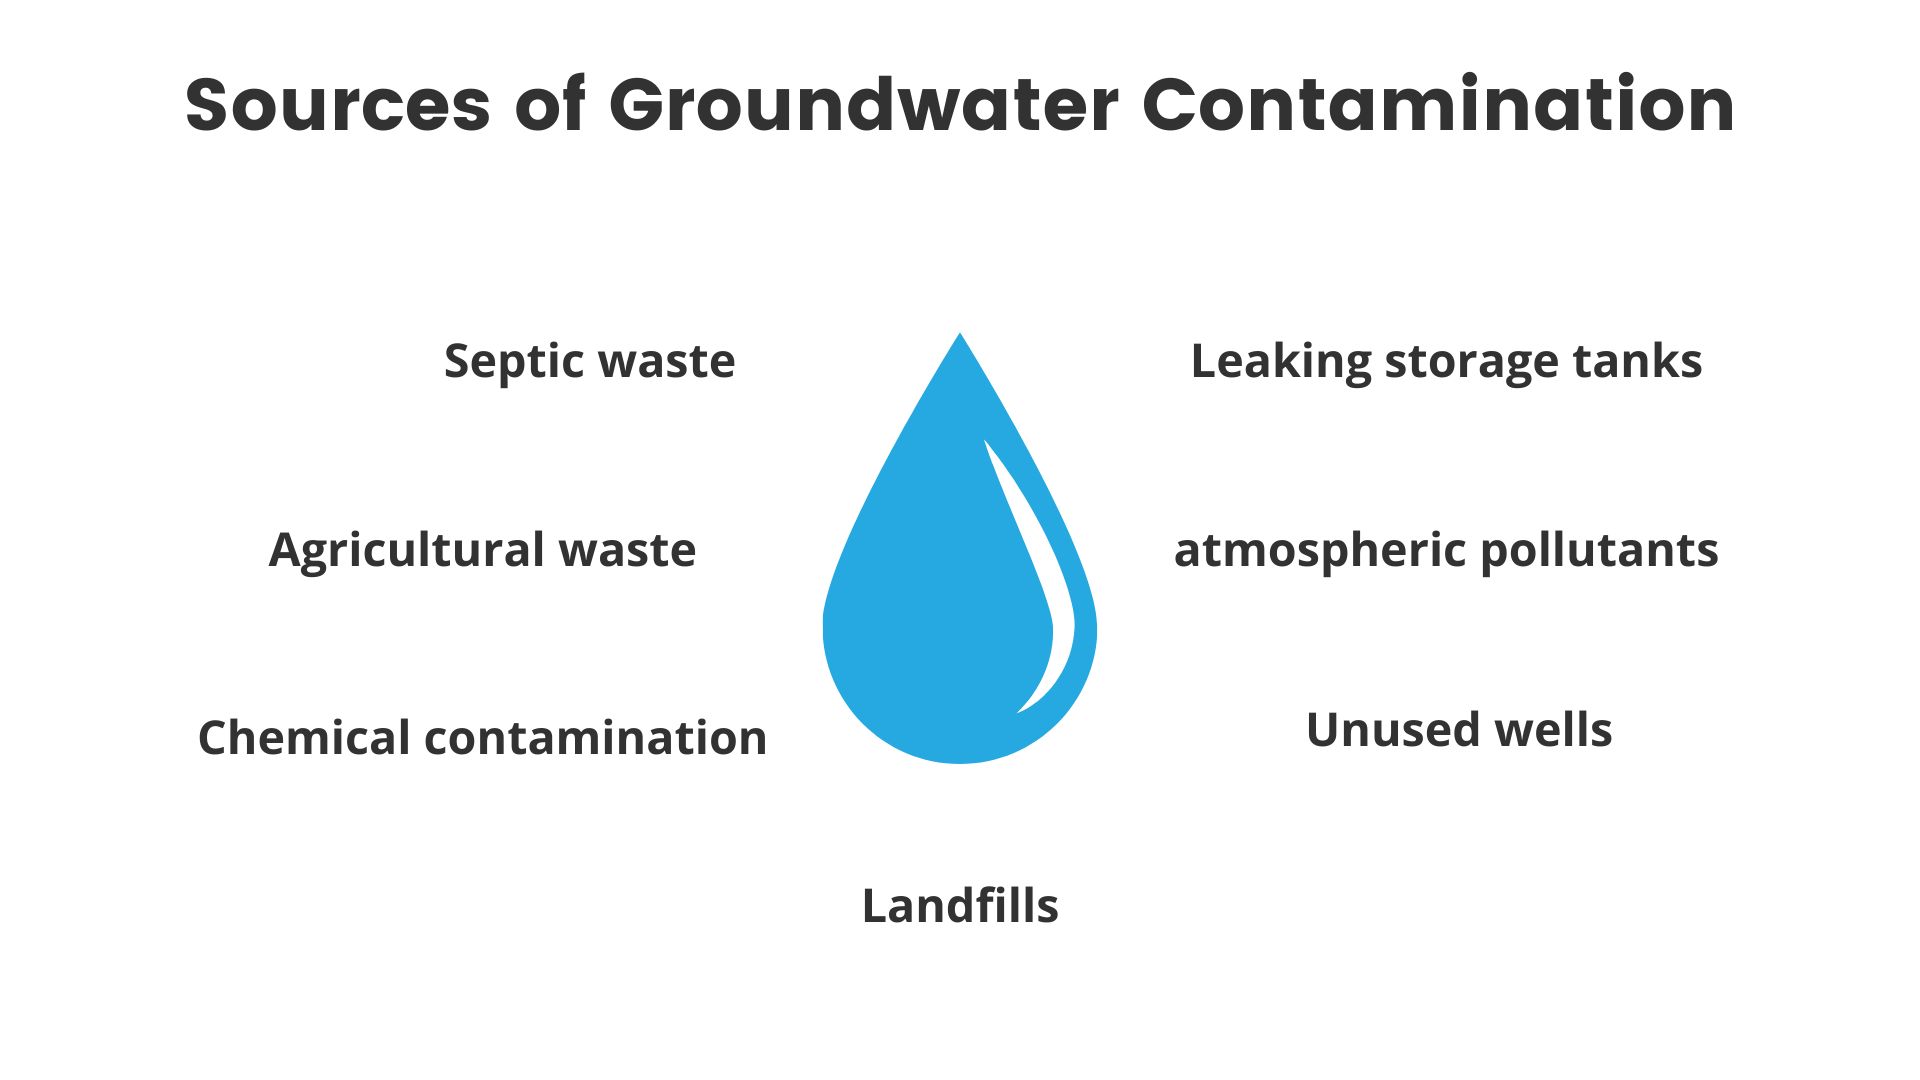 Sources of Groundwater Contamination
Septic waste
Leaking storage tanks
Agricultural waste
atmospheric pollutants
Chemical contamination
Unused wells
Landfills